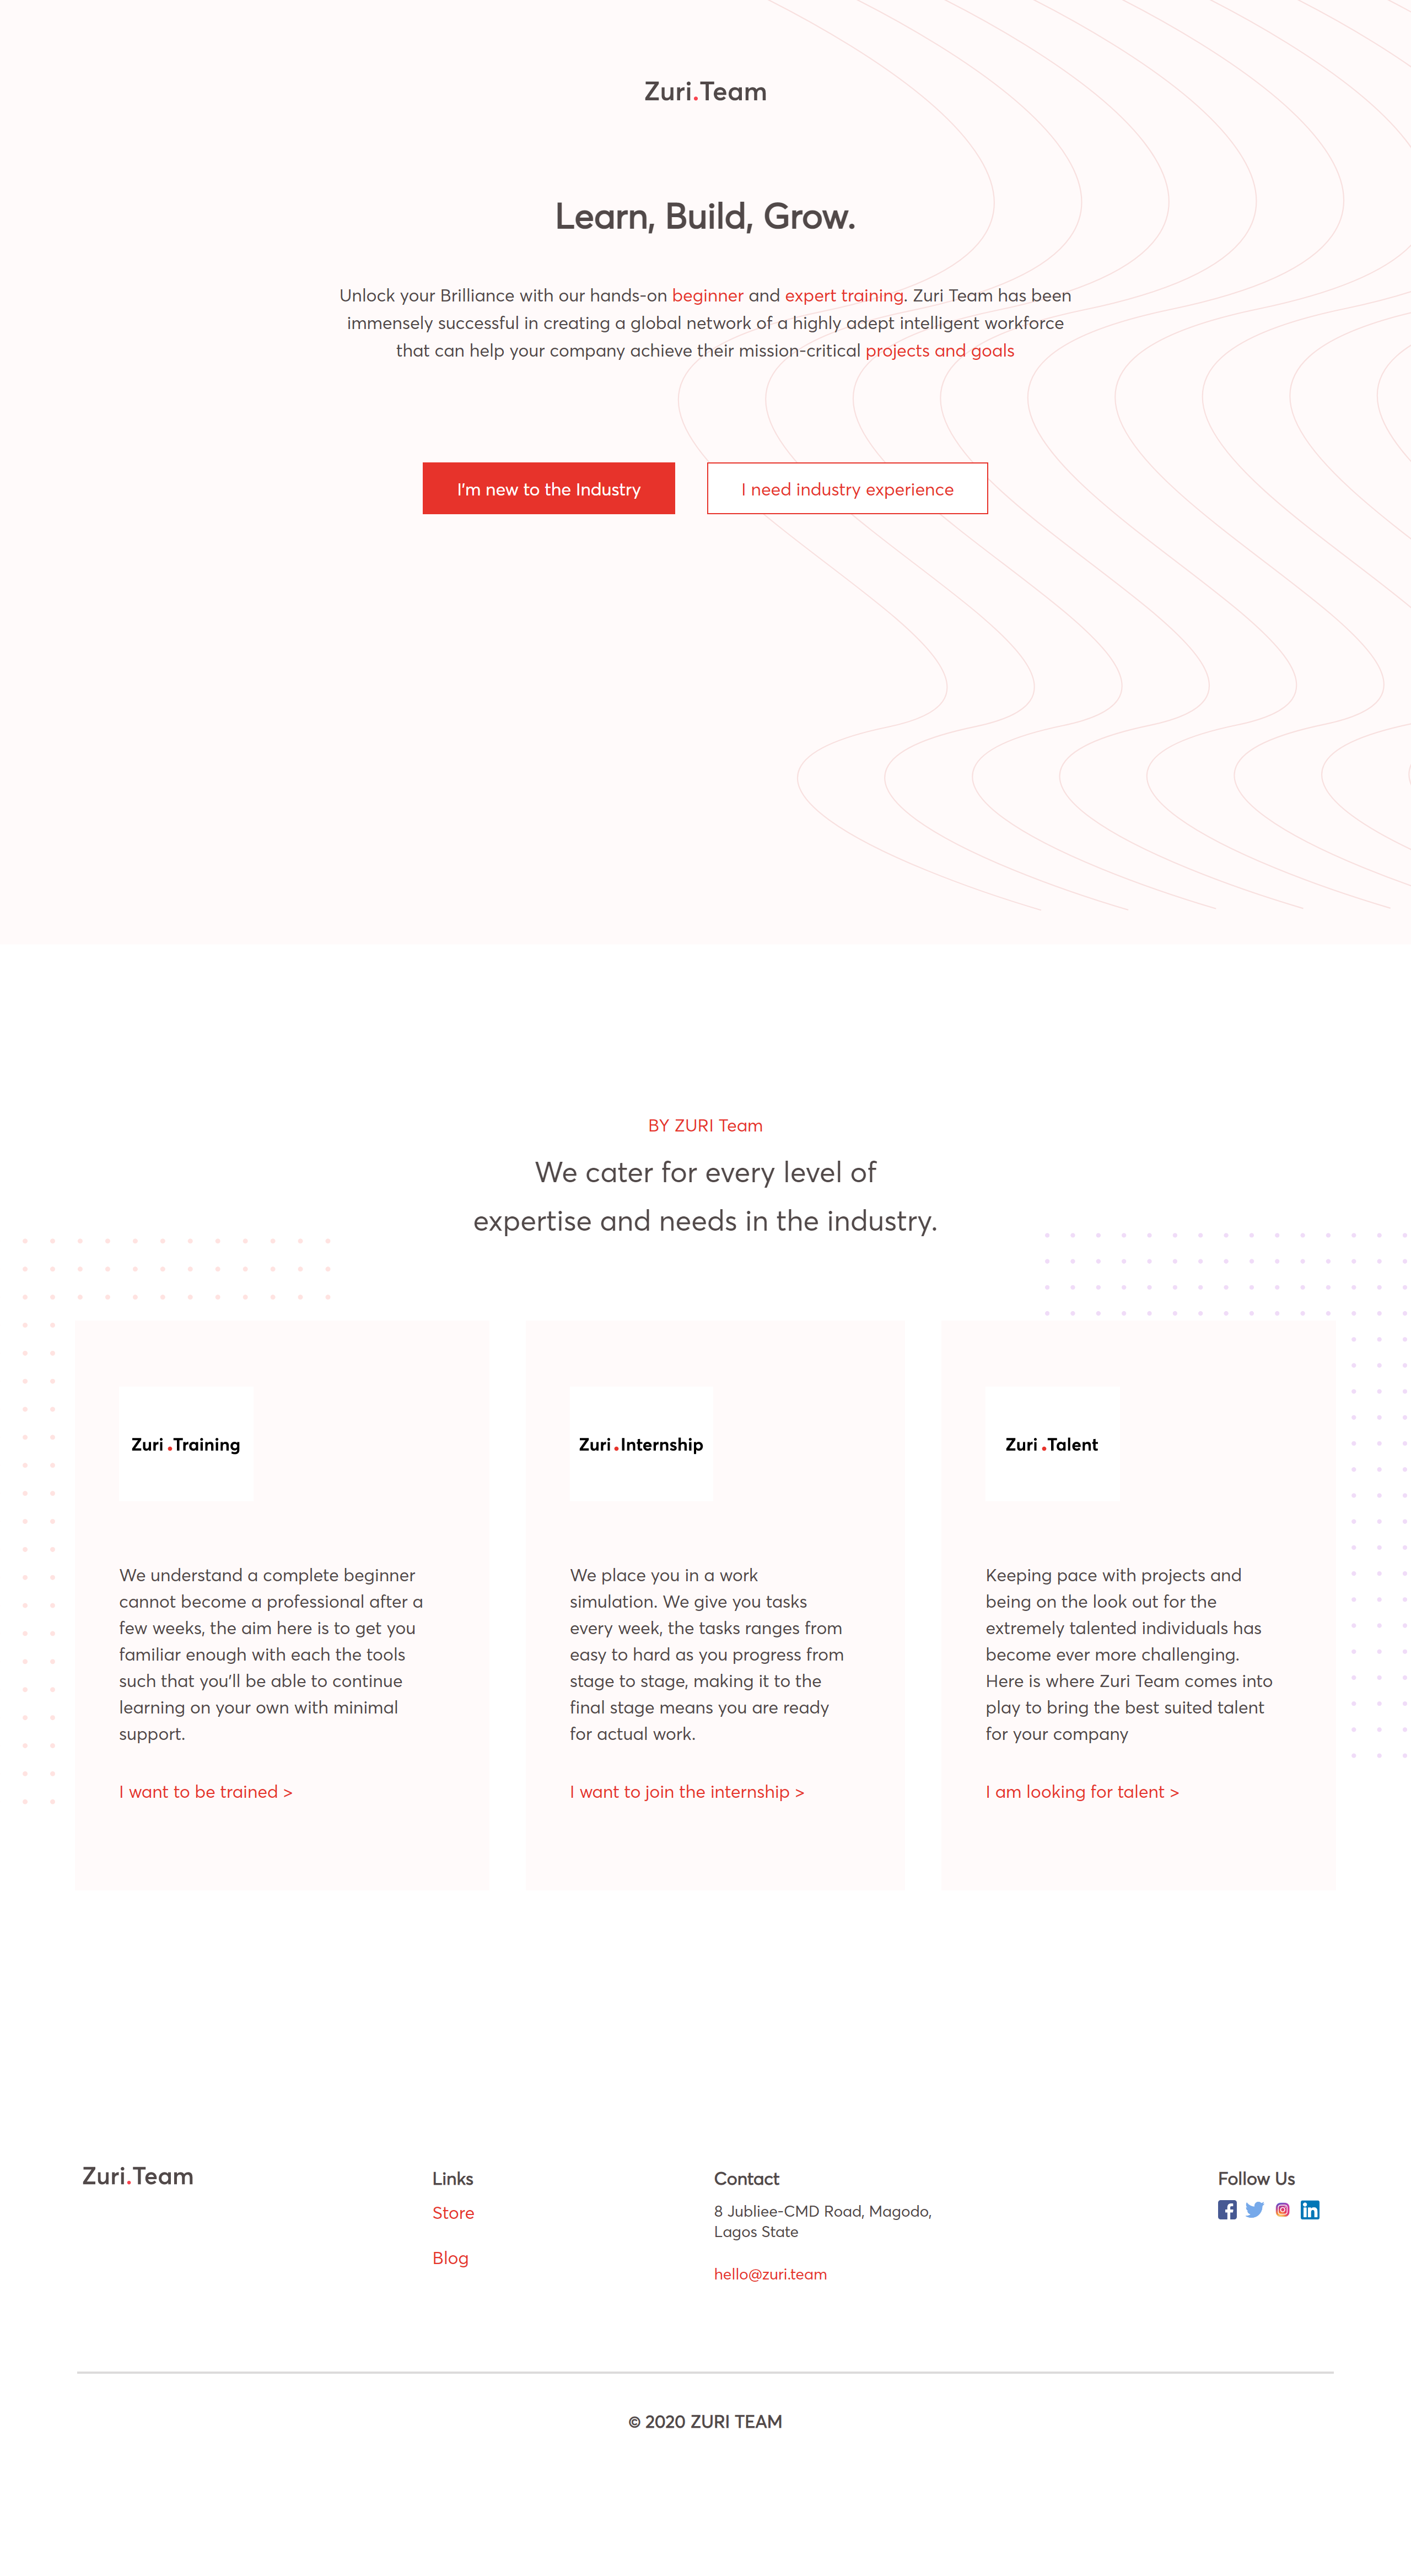 Zuri.Team
Learn, Build, Grow.
Unlock your Brilliance with our hands-on beginner and expert training. Zuri Team has been
immensely successful in creating a global network of a highly adept intelligent workforce
that can help your company achieve their mission-critical projects and goals
I'm new to the Industry
I need industry experience
BY ZURI Team
We cater for every level of
expertise and needs in the industry.
Zuri .Training
We understand a complete beginner
cannot become a professional after a
few weeks, the aim here is to get you
familiar enough with each the tools
such that you'll be able to continue
learning on your own with minimal
support.
I want to be trained >
Zuri .Internship
We place you in a work
simulation. We give you tasks
every week, the tasks ranges from
easy to hard as you progress from
stage to stage, making it to the
final stage means you are ready
for actual work.
I want to join the internship >
Zuri .Talent
Keeping pace with projects and
being on the look out for the
extremely talented individuals has
become ever more challenging.
Here is where Zuri Team comes into
play to bring the best suited talent
for your company
I am looking for talent >
Zuri.Team
Links
Store
Blog
Contact
8 Jubliee-CMD Road, Magodo,
Lagos State
hello@zuri.team
Follow Us
© 2020 ZURI TEAM